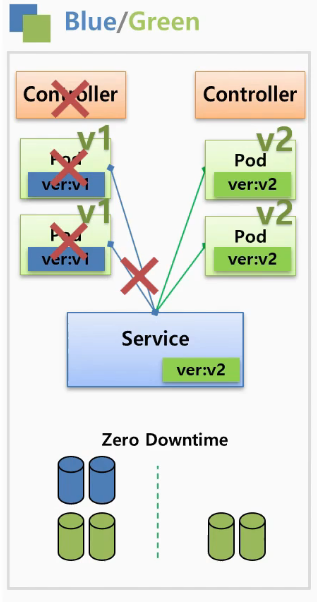 Blue/Green
Controller
Controller
v1
Pod
ver:v1
v2
Pod
ver:v2
v1
Pod
ver:v1
v2
Pod
ver:v2
Service
ver:v2
Zero Downtime